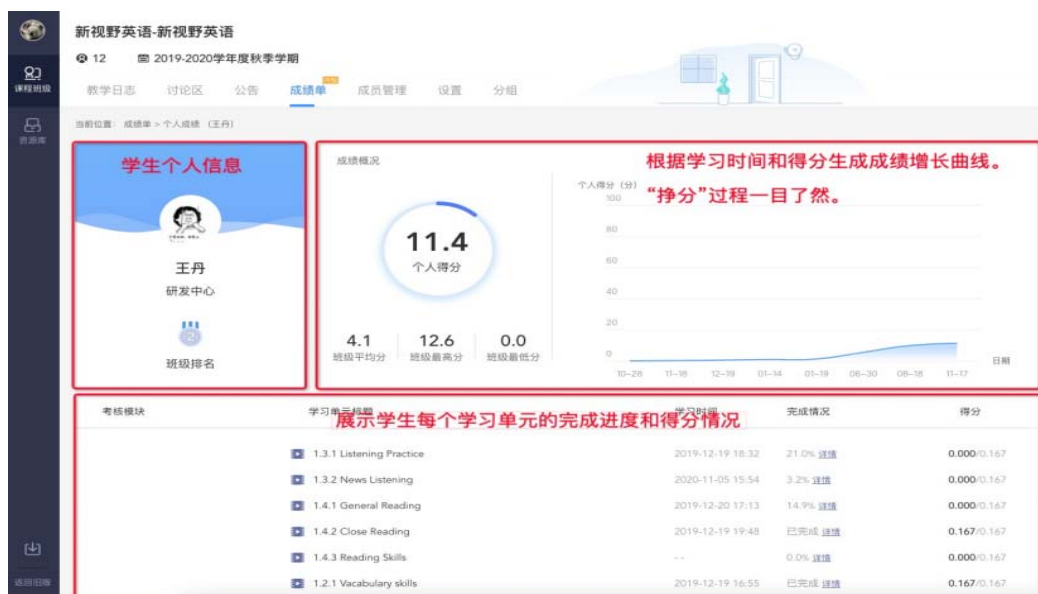 新视野英语-新视野英语
12 2019-2020学年度秋季学期
课程班级
教学日志 讨论区 公告 成绩单 成员管理 设置 分组
资源库
当前位置: 成绩单 > 个人成绩 (王丹)
学生个人信息
王丹
研发中心
2
班级排名
成绩概况
11.4
个人得分
4.1 12.6 0.0
班级平均分 班级最高分 班级最低分
根据学习时间和得分生成成绩增长曲线。
“挣分”过程一目了然。
个人得分 (分)
100
80
60
40
20
0
日期
10-28 11-18 12-19 01-14 01-19 06-30 08-18 11-17
考核模块 学习单元标题 学习时间 完成情况 得分
展示学生每个学习单元的完成进度和得分情况
1.3.1 Listening Practice 2019-12-19 18:32 21.0% 详情 0.000/0.167
1.3.2 News Listening 2020-11-05 15:54 3.2% 详情 0.000/0.167
1.4.1 General Reading 2019-12-20 17:13 14.9% 详情 0.000/0.167
1.4.2 Close Reading 2019-12-19 19:48 已完成 详情 0.167/0.167
1.4.3 Reading Skills -- 0.0% 详情 0.000/0.167
1.2.1 Vacabulary skills 2019-12-19 16:55 已完成 详情 0.167/0.167
返回旧版